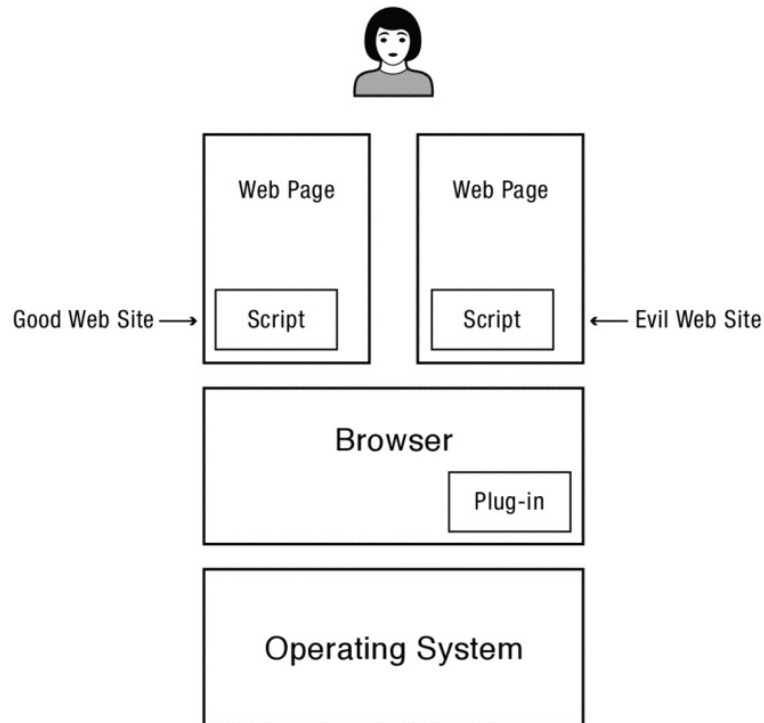 Web Page
Web Page
Good Web Site
Script
Script
Evil Web Site
Browser
Plug-in
Operating System